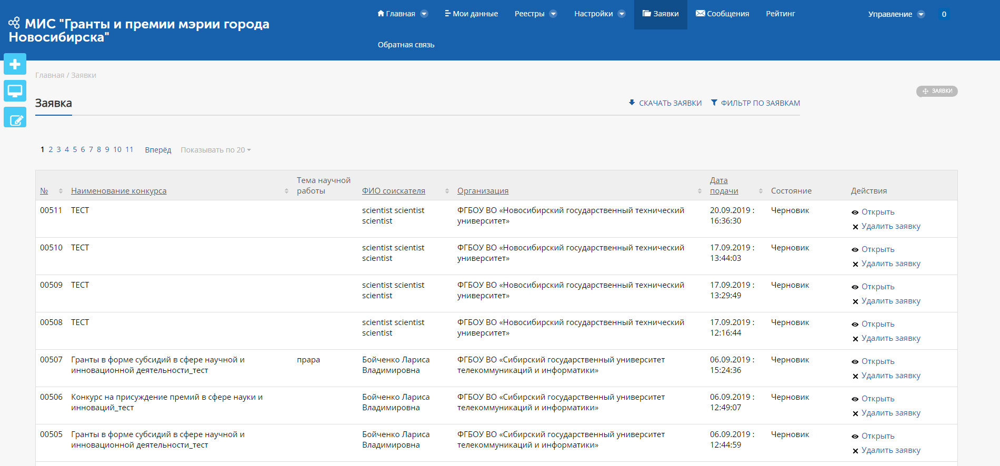 МИС "Гранты и премии мэрии города
Новосибирска"
Главная Мои данные Реестры Настройки Заявки Сообщения Рейтинг Управление 0
Обратная связь
Главная / Заявки
ЗАЯВКИ
Заявка СКАЧАТЬ ЗАЯВКИ ФИЛЬТР ПО ЗАЯВКАМ
1 2 3 4 5 6 7 8 9 10 11 Вперёд Показывать по 20
Тема научной Дата
№ Наименование конкурса работы ФИО соискателя Организация подачи Состояние Действия
00511 ТЕСТ scientist scientist ФГБОУ ВО «Новосибирский государственный технический 20.09.2019 : Черновик Открыть
scientist университет» 16:36:30 Удалить заявку
00510 ТЕСТ scientist scientist ФГБОУ ВО «Новосибирский государственный технический 17.09.2019 : Черновик Открыть
scientist университет» 13:44:03 Удалить заявку
00509 ТЕСТ scientist scientist ФГБОУ ВО «Новосибирский государственный технический 17.09.2019 : Черновик Открыть
scientist университет» 13:29:49 Удалить заявку
00508 ТЕСТ scientist scientist ФГБОУ ВО «Новосибирский государственный технический 17.09.2019 : Черновик Открыть
scientist университет» 12:16:44 Удалить заявку
00507 Гранты в форме субсидий в сфере научной и прара Бойченко Лариса ФГБОУ ВО «Сибирский государственный университет 06.09.2019 : Черновик Открыть
инновационной деятельности_тест Владимировна телекоммуникаций и информатики» 15:24:36 Удалить заявку
00506 Конкурс на присуждение премий в сфере науки и Бойченко Лариса ФГБОУ ВО «Сибирский государственный университет 06.09.2019 : Черновик Открыть
инноваций_тест Владимировна телекоммуникаций и информатики» 12:49:07 Удалить заявку
00505 Гранты в форме субсидий в сфере научной и Бойченко Лариса ФГБОУ ВО «Сибирский государственный университет 06.09.2019 : Черновик Открыть
инновационной деятельности_тест Владимировна телекоммуникаций и информатики» 12:44:59 Удалить заявку